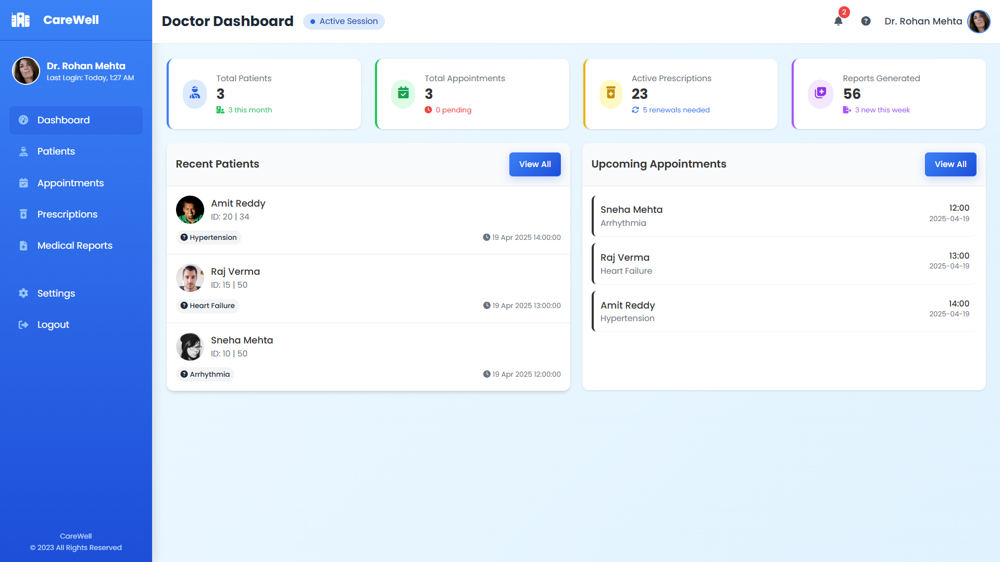 CareWell
Dr. Rohan Mehta
Last Login: Today, 1:27 AM
Dashboard
Patients
Appointments
Prescriptions
Medical Reports
Settings
Logout
CareWell
© 2023 All Rights Reserved
Doctor Dashboard
Active Session
2
?
Dr. Rohan Mehta
Total Patients
3
3 this month
Total Appointments
3
0 pending
Active Prescriptions
23
5 renewals needed
Reports Generated
56
3 new this week
Recent Patients
View All
Amit Reddy
ID: 20 | 34
? Hypertension
19 Apr 2025 14:00:00
Raj Verma
ID: 15 | 50
? Heart Failure
19 Apr 2025 13:00:00
Sneha Mehta
ID: 10 | 50
? Arrhythmia
19 Apr 2025 12:00:00
Upcoming Appointments
View All
Sneha Mehta
Arrhythmia
12:00
2025-04-19
Raj Verma
Heart Failure
13:00
2025-04-19
Amit Reddy
Hypertension
14:00
2025-04-19